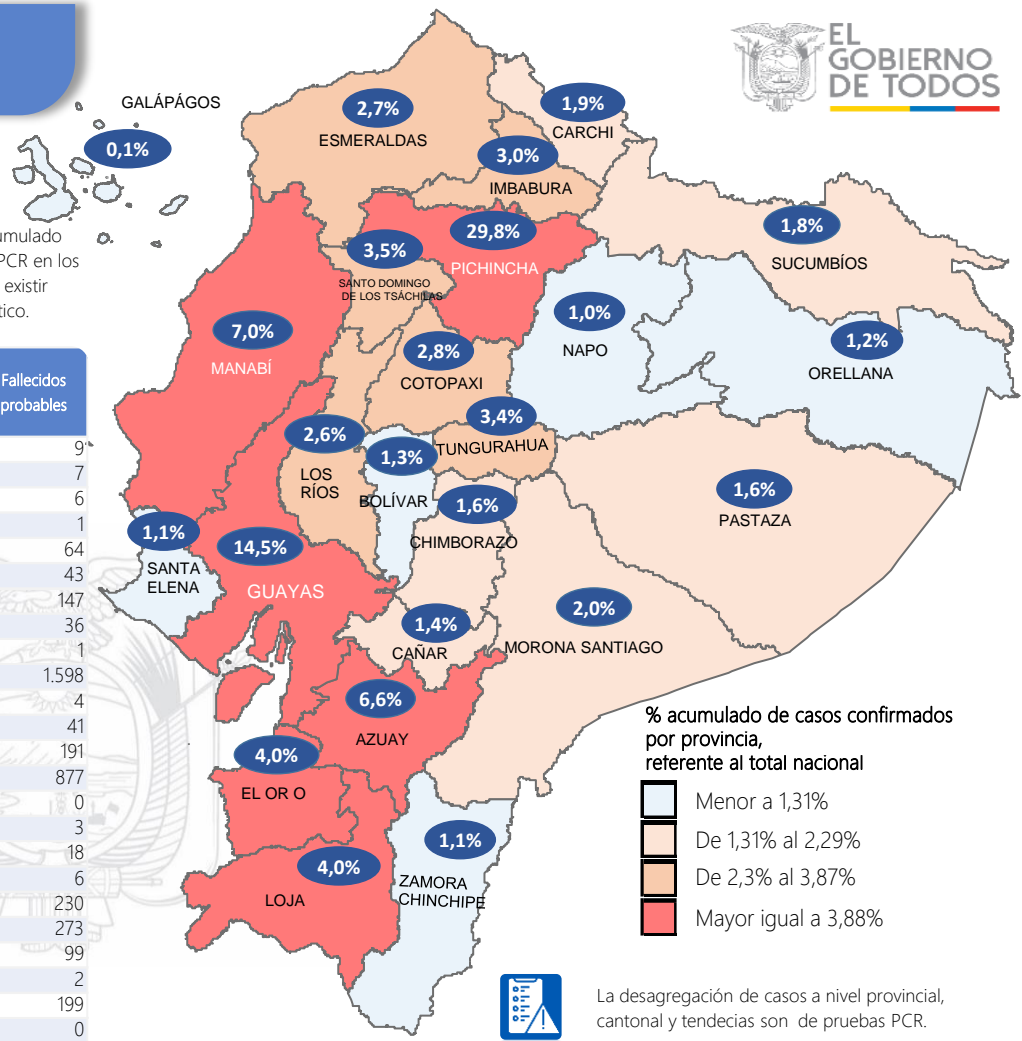 EL
GOBIERNO
DE TODOS
GALÁPÁGOS
0,1%
2,7%
ESMERALDAS
1,9%
CARCHI
3,0%
IMBABURA
29,8%
PICHINCHA
1,8%
SUCUMBÍOS
3,5%
SANTO DOMINGO
DE LOS TSÁCHILAS
7,0%
MANABÍ
1,0%
NAPO
1,2%
ORELLANA
2,8%
COTOPAXI
3,4%
TUNGURAHUA
2,6%
LOS
RÍOS
1,3%
BOLÍVAR
1,6%
CHIMBORAZO
1,6%
PASTAZA
1,1%
SANTA
ELENA
14,5%
GUAYAS
1,4%
CAÑAR
2,0%
MORONA SANTIAGO
6,6%
AZUAY
4,0%
EL OR O
4,0%
LOJA
1,1%
ZAMORA
CHINCHIPE
umulado
PCR en los
existir
tico.
Fallecidos
probables
9
7
6
1
64
43
147
36
1
1.598
4
41
191
877
0
3
18
6
230
273
99
2
199
0
% acumulado de casos confirmados
por provincia,
referente al total nacional
Menor a 1,31%
De 1,31% al 2,29%
De 2,3% al 3,87%
Mayor igual a 3,88%
La desagregación de casos a nivel provincial,
cantonal y tendecias son de pruebas PCR.